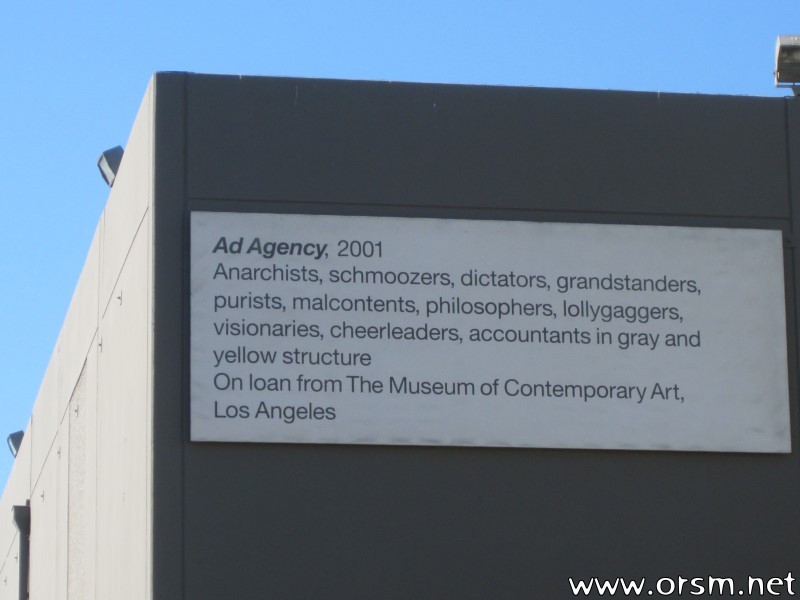 Ad Agency, 2001
Anarchists, schmoozers, dictators, grandstanders,
purists, malcontents, philosophers, lollygaggers,
visionaries, cheerleaders, accountants in gray and
yellow structure
On loan from The Museum of Contemporary Art,
Los Angeles
www.orsm.net